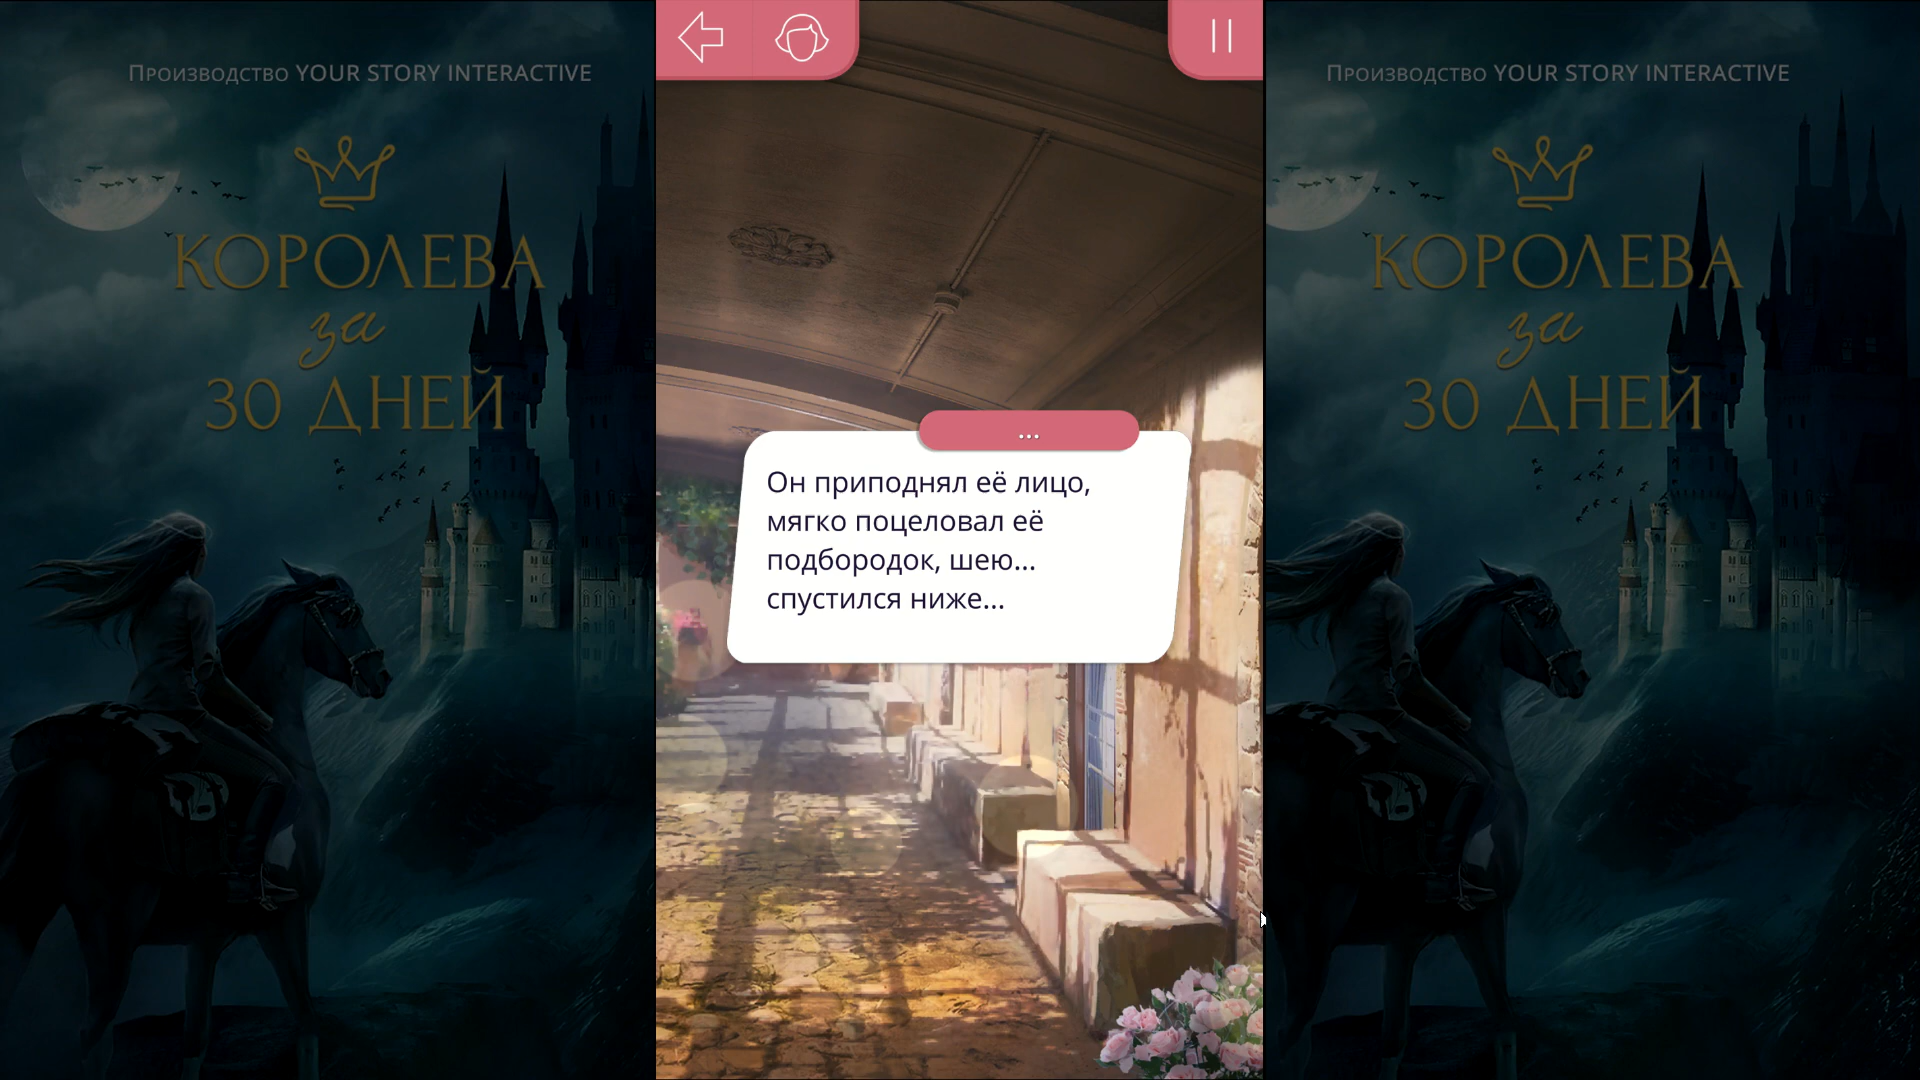 Производство YOUR STORY INTERACTIVE
КОРОЛЕВА
за
30 ДНЕЙ
...
Он приподнял её лицо,
мягко поцеловал её
подбородок, шею...
спустился ниже...
Производство YOUR STORY INTERACTIVE
КОРОЛЕВА
за
30 ДНЕЙ